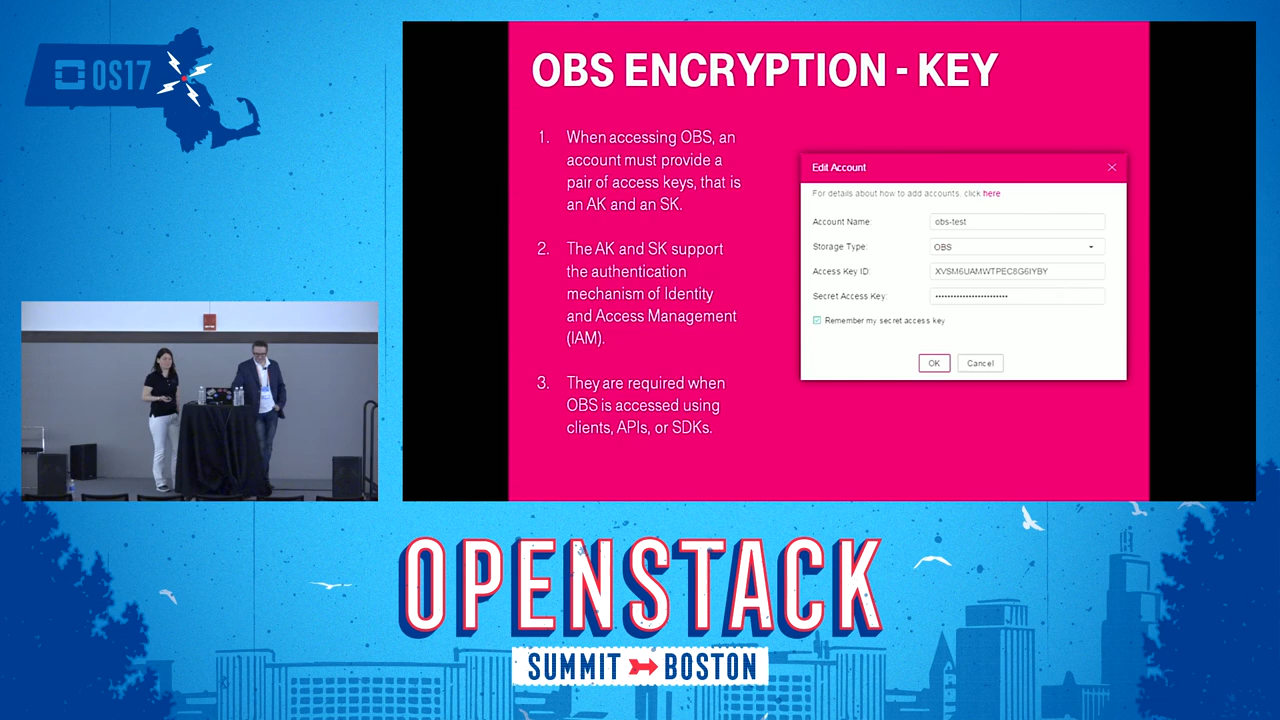 OS17
OBS ENCRYPTION - KEY
1. When accessing OBS, an
account must provide a
pair of access keys, that is
an AK and an SK.
2. The AK and SK support
the authentication
mechanism of Identity
and Access Management
(IAM).
3. They are required when
OBS is accessed using
clients, APIs, or SDKs.
Edit Account
For details about how to add accounts, click here
Account Name: obs-test
Storage Type: OBS
Access Key ID: XVSM6UAMWTPEC8G6IYBY
Secret Access Key: ••••••••••••••••••••••••
Remember my secret access key
OK Cancel
OPENSTACK
SUMMIT BOSTON